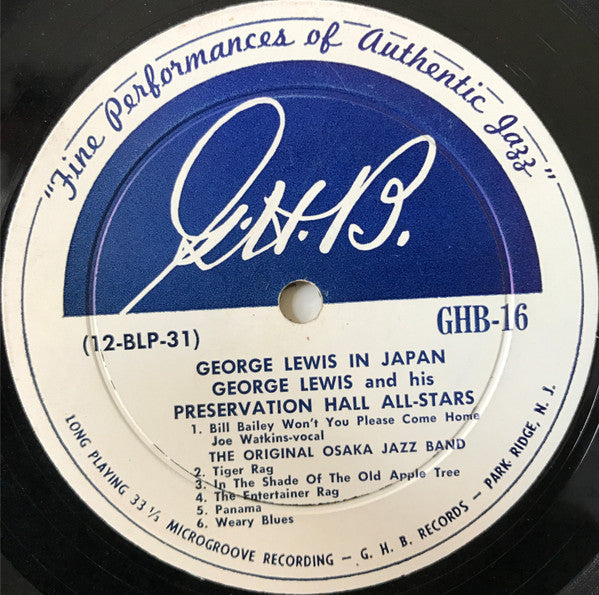 "Fine Performances of Authentic Jazz"
G.H.B.
(12-BLP-31)
GHB-16
GEORGE LEWIS IN JAPAN
GEORGE LEWIS and his
PRESERVATION HALL ALL-STARS
1. Bill Bailey Won't You Please Come Home
Joe Watkins-vocal
THE ORIGINAL OSAKA JAZZ BAND
2. Tiger Rag
3. In The Shade Of The Old Apple Tree
4. The Entertainer Rag
5. Panama
6. Weary Blues
LONG PLAYING 33 1/3 MICROGROOVE RECORDING — G. H. B. RECORDS — PARK RIDGE, N. J.